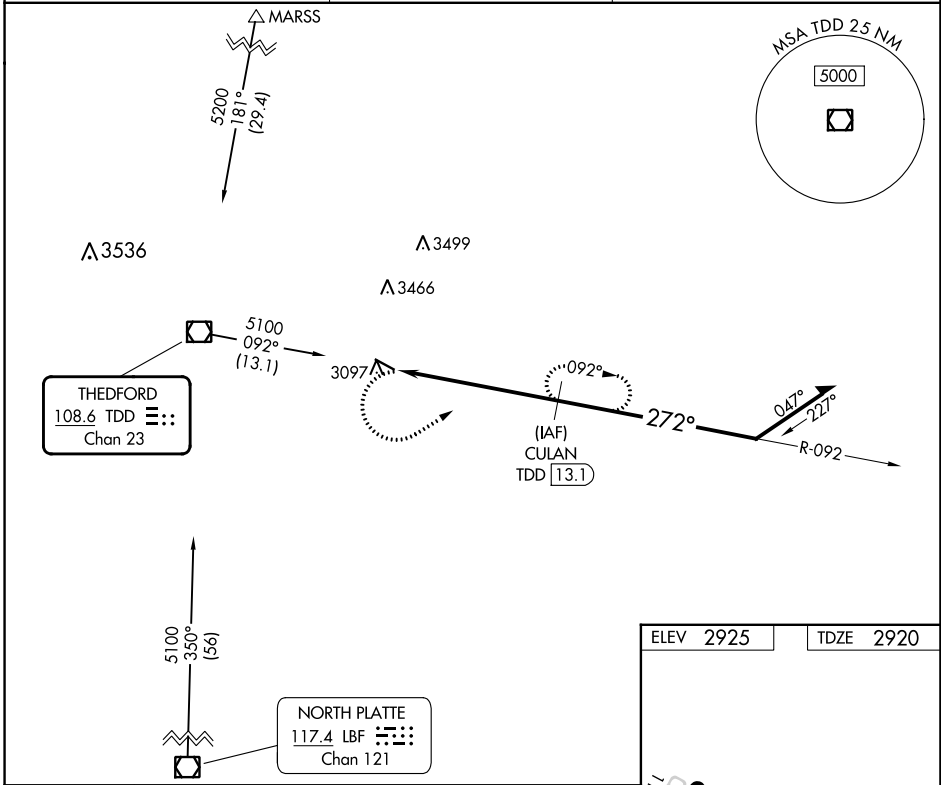 MARSS
MSA TDD 25 NM
5000
5200
181°
(29.4)
3536
3499
3466
5100
092°
(13.1)
3097
092°
THEDFORD
108.6 TDD
Chan 23
(IAF)
CULAN
TDD 13.1
272°
047°
227°
R-092
5100
350°
(56)
NORTH PLATTE
117.4 LBF
Chan 121
ELEV 2925
TDZE 2920